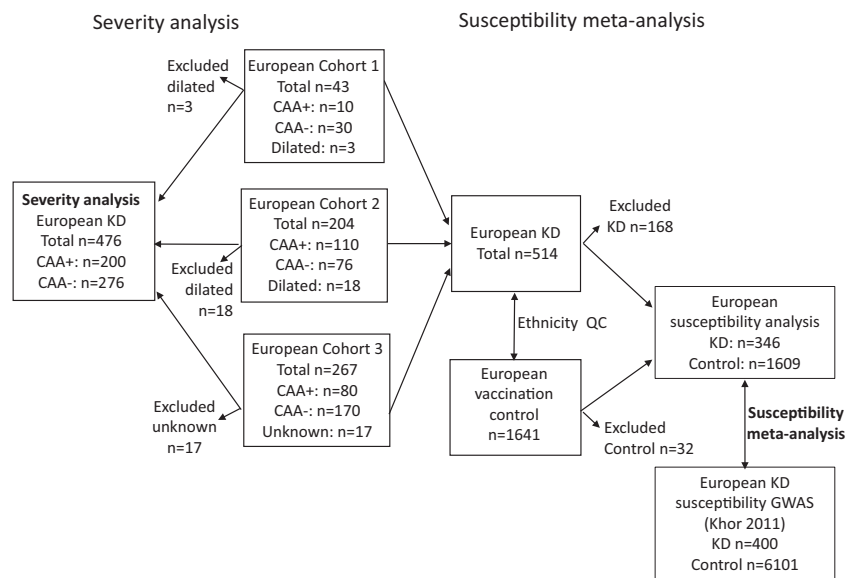 Severity analysis
Susceptibility meta-analysis
Excluded
dilated
n=3
European Cohort 1
Total n=43
CAA+: n=10
CAA-: n=30
Dilated: n=3
Severity analysis
European KD
Total n=476
CAA+: n=200
CAA-: n=276
European Cohort 2
Total n=204
CAA+: n=110
CAA-: n=76
Dilated: n=18
Excluded
dilated
n=18
European Cohort 3
Total n=267
CAA+: n=80
CAA-: n=170
Unknown: n=17
Excluded
unknown
n=17
European KD
Total n=514
Excluded
KD n=168
Ethnicity QC
European
vaccination
control
n=1641
Excluded
Control n=32
European
susceptibility analysis
KD: n=346
Control: n=1609
Susceptibility
meta-analysis
European KD
susceptibility GWAS
(Khor 2011)
KD n=400
Control n=6101